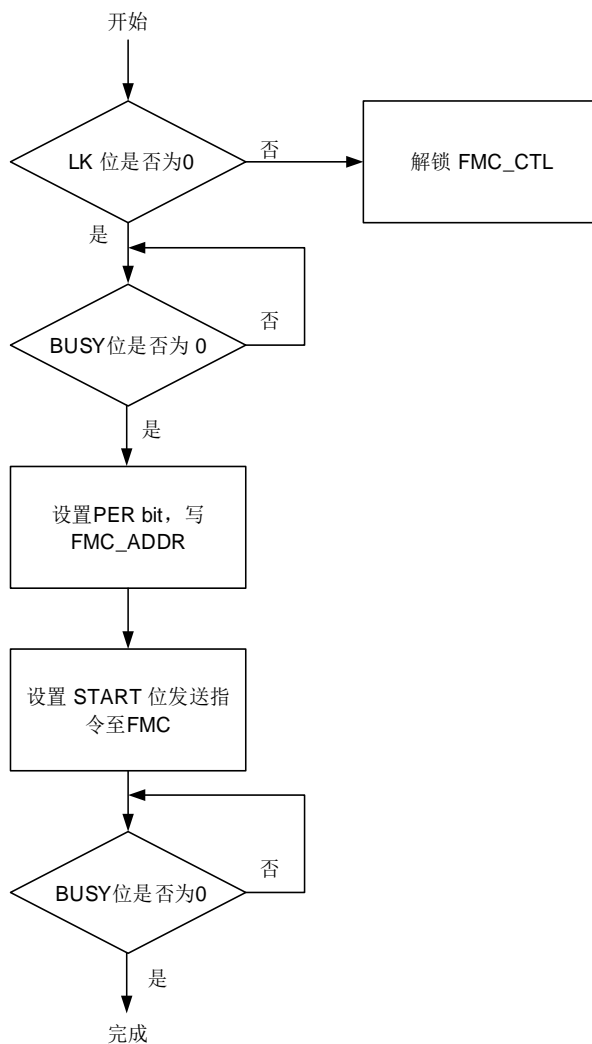 开始
LK 位是否为0
否
解锁 FMC_CTL
是
否
BUSY位是否为 0
是
设置PER bit，写
FMC_ADDR
设置 START 位发送指
令至FMC
否
BUSY位是否为0
是
完成